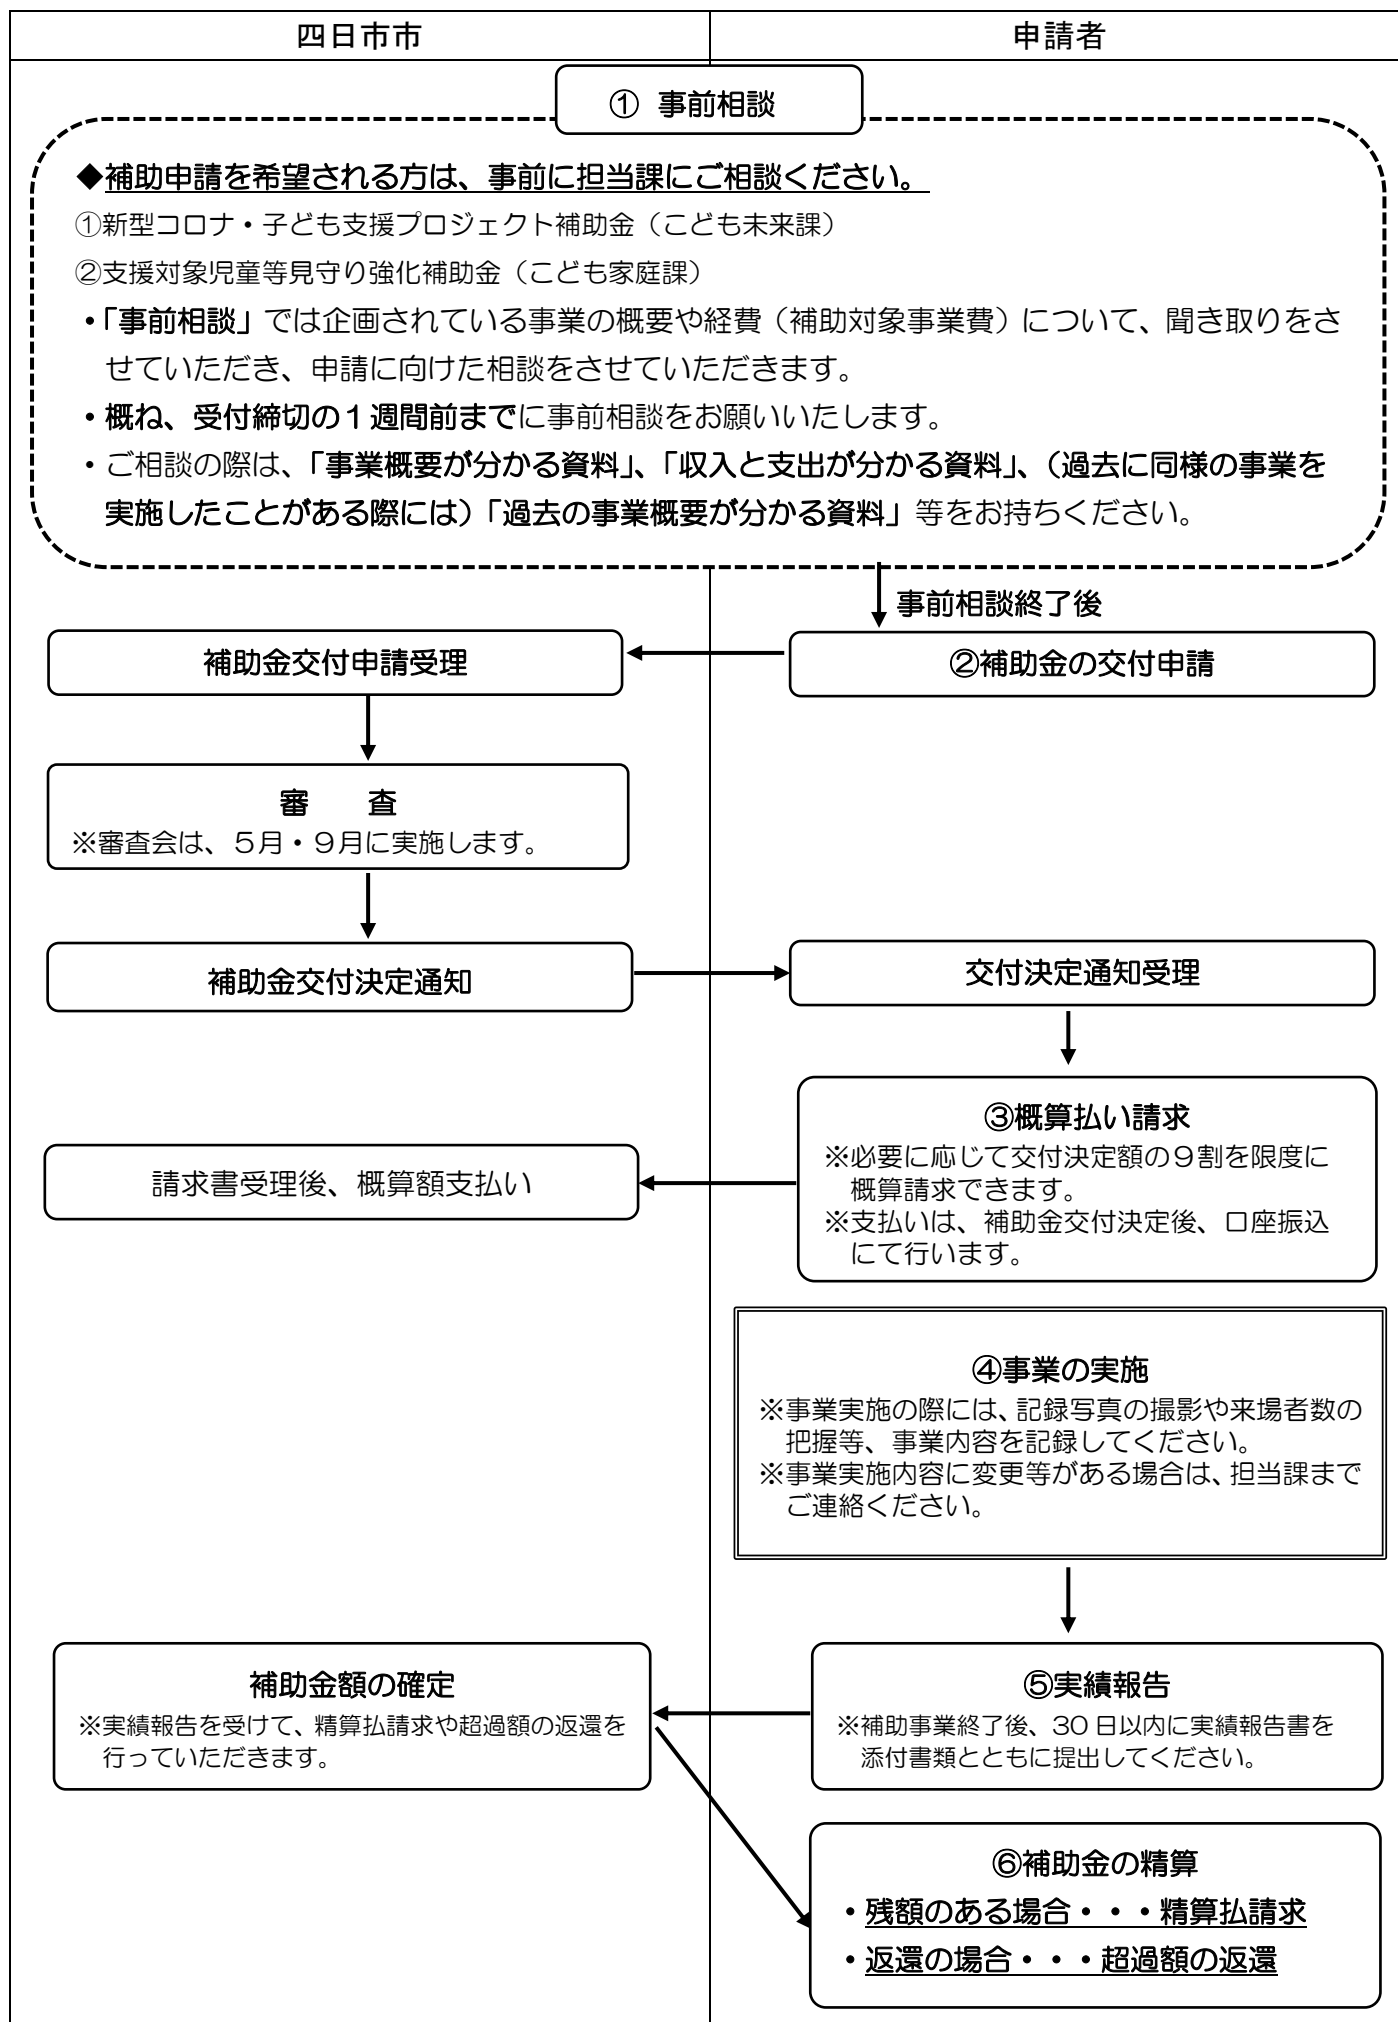 四日市市
申請者
① 事前相談
◆補助申請を希望される方は、事前に担当課にご相談ください。
①新型コロナ・子ども支援プロジェクト補助金（こども未来課）
②支援対象児童等見守り強化補助金（こども家庭課）
・「事前相談」では企画されている事業の概要や経費（補助対象事業費）について、聞き取りをさ
せていただき、申請に向けた相談をさせていただきます。
・概ね、受付締切の１週間前までに事前相談をお願いいたします。
・ご相談の際は、「事業概要が分かる資料」、「収入と支出が分かる資料」、（過去に同様の事業を
実施したことがある際には）「過去の事業概要が分かる資料」等をお持ちください。
事前相談終了後
補助金交付申請受理
②補助金の交付申請
審　　査
※審査会は、５月・９月に実施します。
補助金交付決定通知
交付決定通知受理
③概算払い請求
※必要に応じて交付決定額の９割を限度に
概算請求できます。
※支払いは、補助金交付決定後、口座振込
にて行います。
請求書受理後、概算額支払い
④事業の実施
※事業実施の際には、記録写真の撮影や来場者数の
把握等、事業内容を記録してください。
※事業実施内容に変更等がある場合は、担当課まで
ご連絡ください。
補助金額の確定
※実績報告を受けて、精算払請求や超過額の返還を
行っていただきます。
⑤実績報告
※補助事業終了後、30 日以内に実績報告書を
添付書類とともに提出してください。
⑥補助金の精算
・残額のある場合・・・精算払請求
・返還の場合・・・超過額の返還